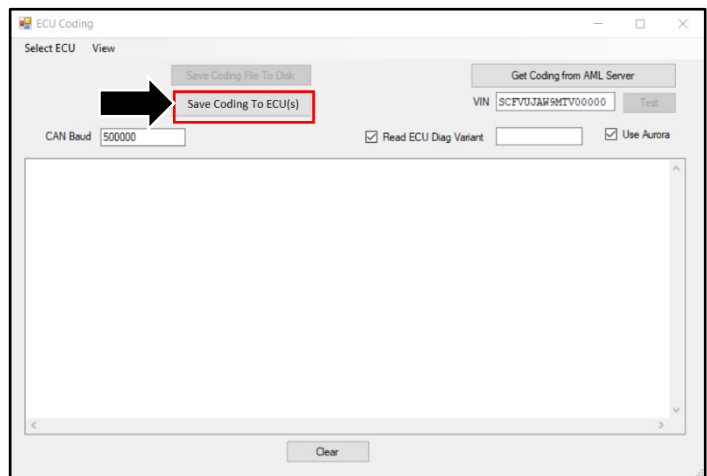 ECU Coding
Select ECU View
Save Coding File To Disk
Get Coding from AML Server
Save Coding To ECU(s)
VIN SCFVUJAW9MTV00000 Test
CAN Baud 500000
Read ECU Diag Variant
Use Aurora
Clear